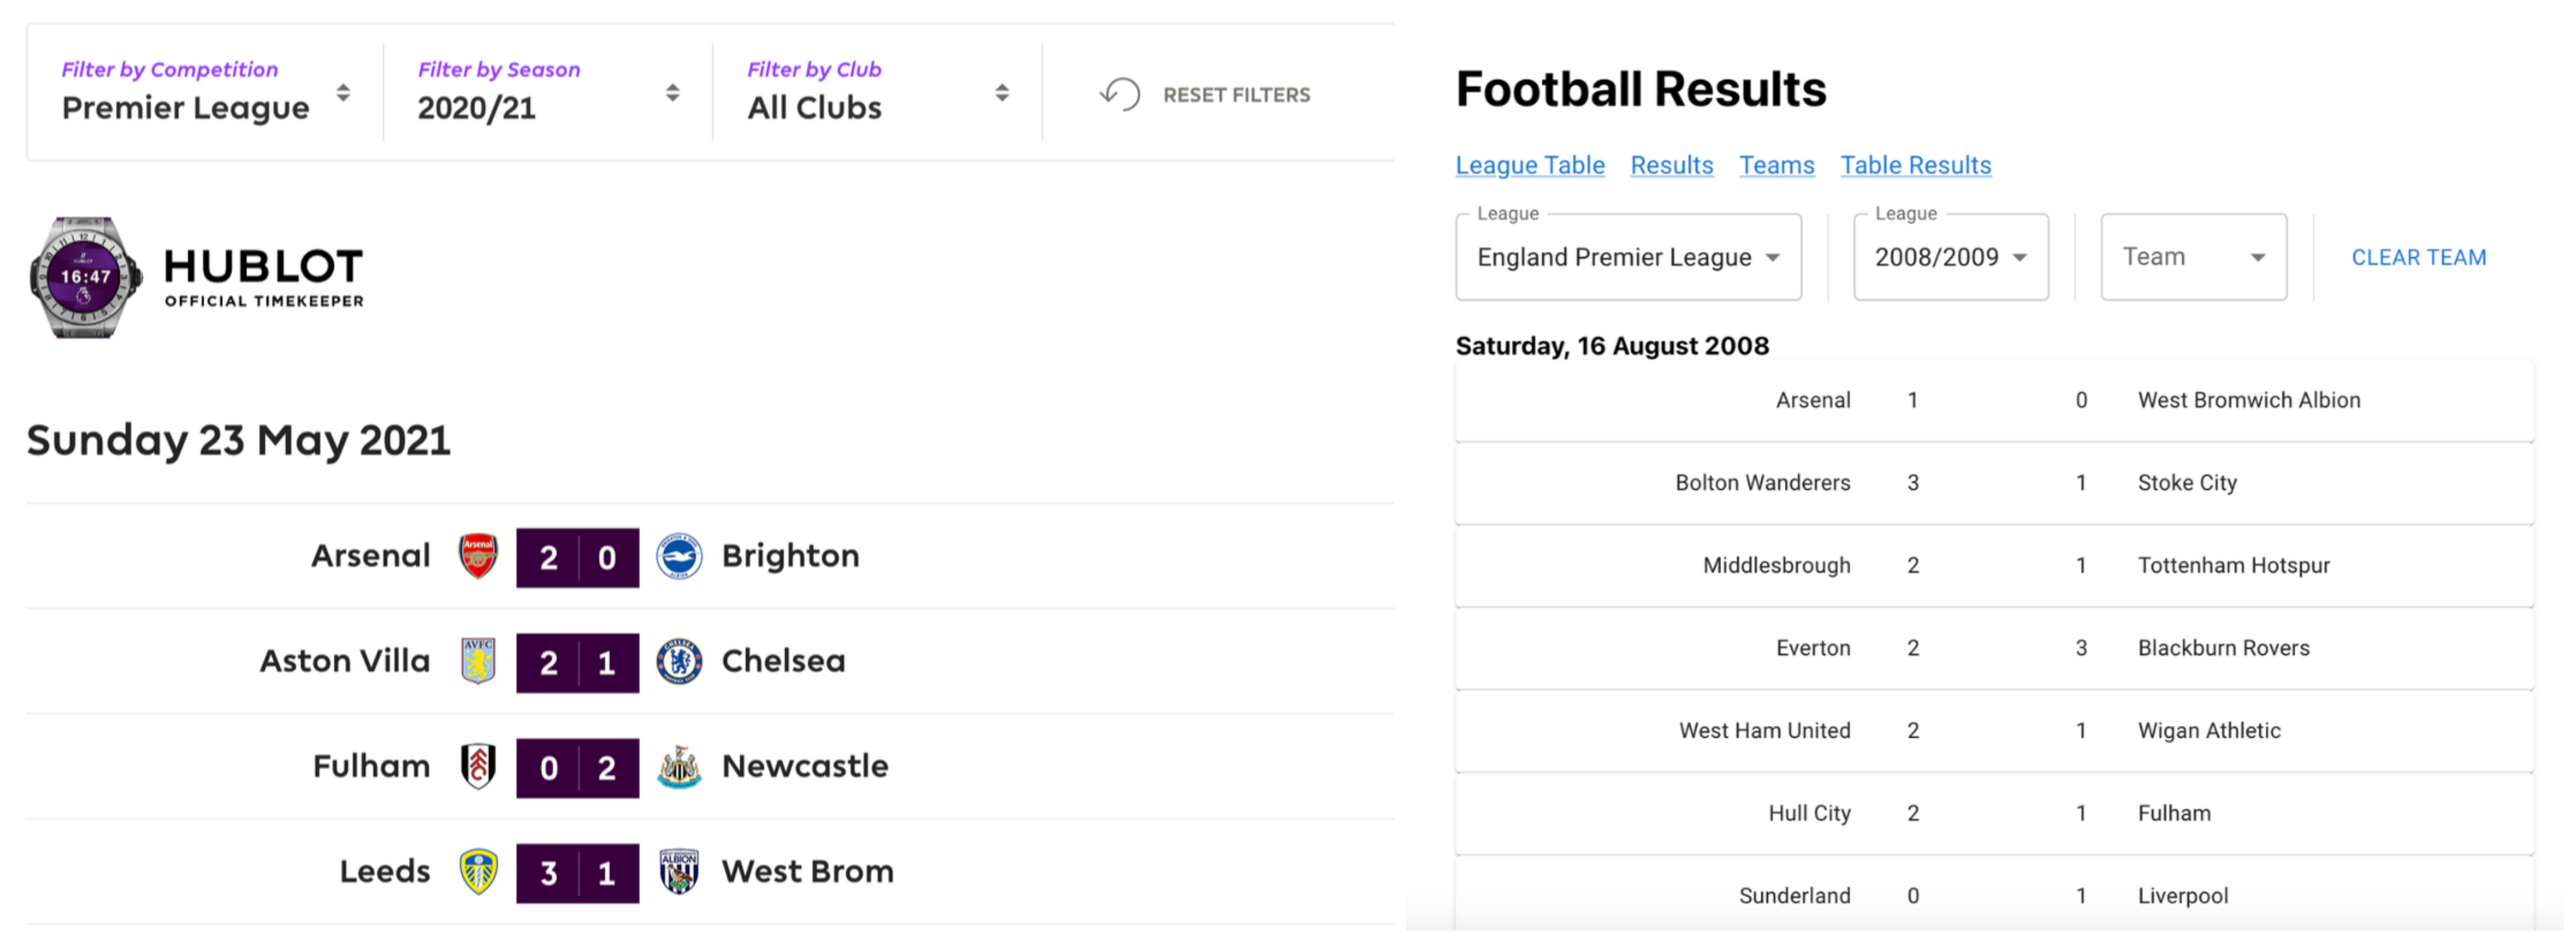 Filter by Competition
Premier League
Filter by Season
2020/21
Filter by Club
All Clubs
RESET FILTERS
16:47
HUBLOT
OFFICIAL TIMEKEEPER
Sunday 23 May 2021
Arsenal Arsenal 2 0 Brighton
Aston Villa AVFC 2 1 Chelsea
Fulham 0 2 Newcastle
Leeds 3 1 ALBION West Brom
Football Results
League Table Results Teams Table Results
League
England Premier League
League
2008/2009
Team
CLEAR TEAM
Saturday, 16 August 2008
Arsenal 1 0 West Bromwich Albion
Bolton Wanderers 3 1 Stoke City
Middlesbrough 2 1 Tottenham Hotspur
Everton 2 3 Blackburn Rovers
West Ham United 2 1 Wigan Athletic
Hull City 2 1 Fulham
Sunderland 0 1 Liverpool